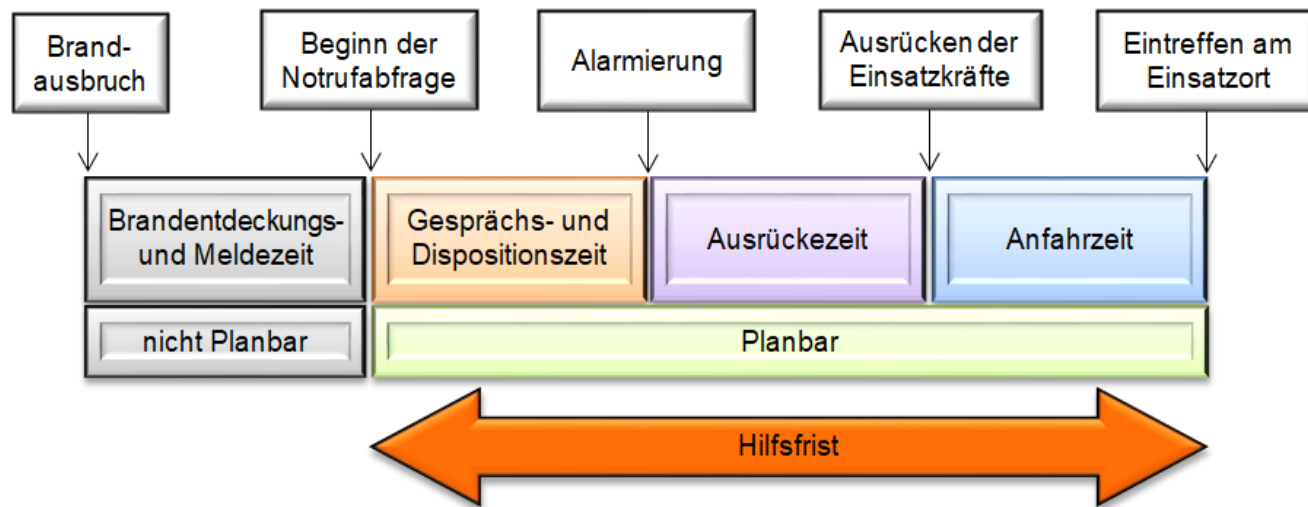 Brand-
ausbruch
Beginn der
Notrufabfrage
Alarmierung
Ausrücken der
Einsatzkräfte
Eintreffen am
Einsatzort
Brandentdeckungs-
und Meldezeit
Gesprächs- und
Dispositionszeit
Ausrückezeit
Anfahrzeit
nicht Planbar
Planbar
Hilfsfrist